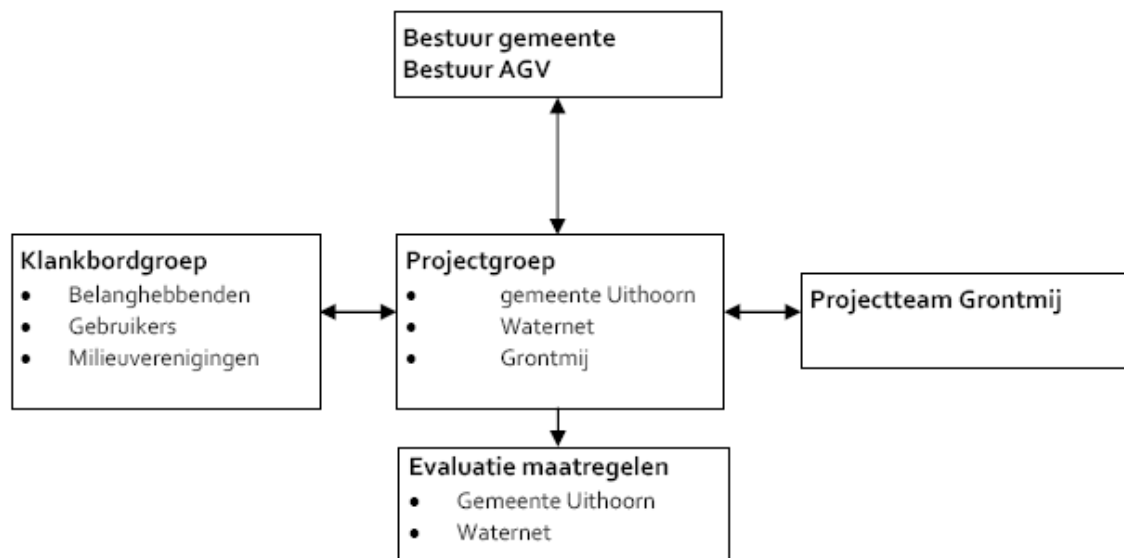 Bestuur gemeente
Bestuur AGV
Klankbordgroep
• Belanghebbenden
• Gebruikers
• Milieuverenigingen
Projectgroep
• gemeente Uithoorn
• Waternet
• Grontmij
Projectteam Grontmij
Evaluatie maatregelen
• Gemeente Uithoorn
• Waternet